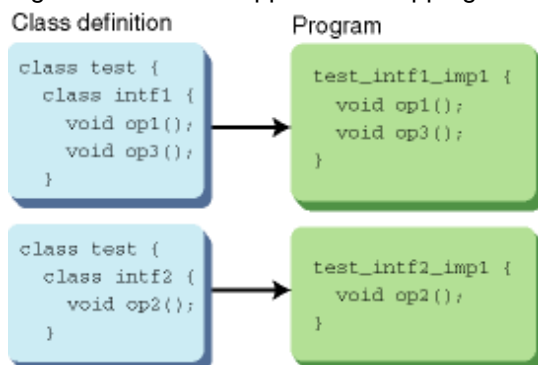 Class definition
Program
class test {
class intf1 {
void op1();
void op3();
}
test_intf1_imp1 {
void op1();
void op3();
}
class test {
class intf2 {
void op2();
}
test_intf2_imp1 {
void op2();
}